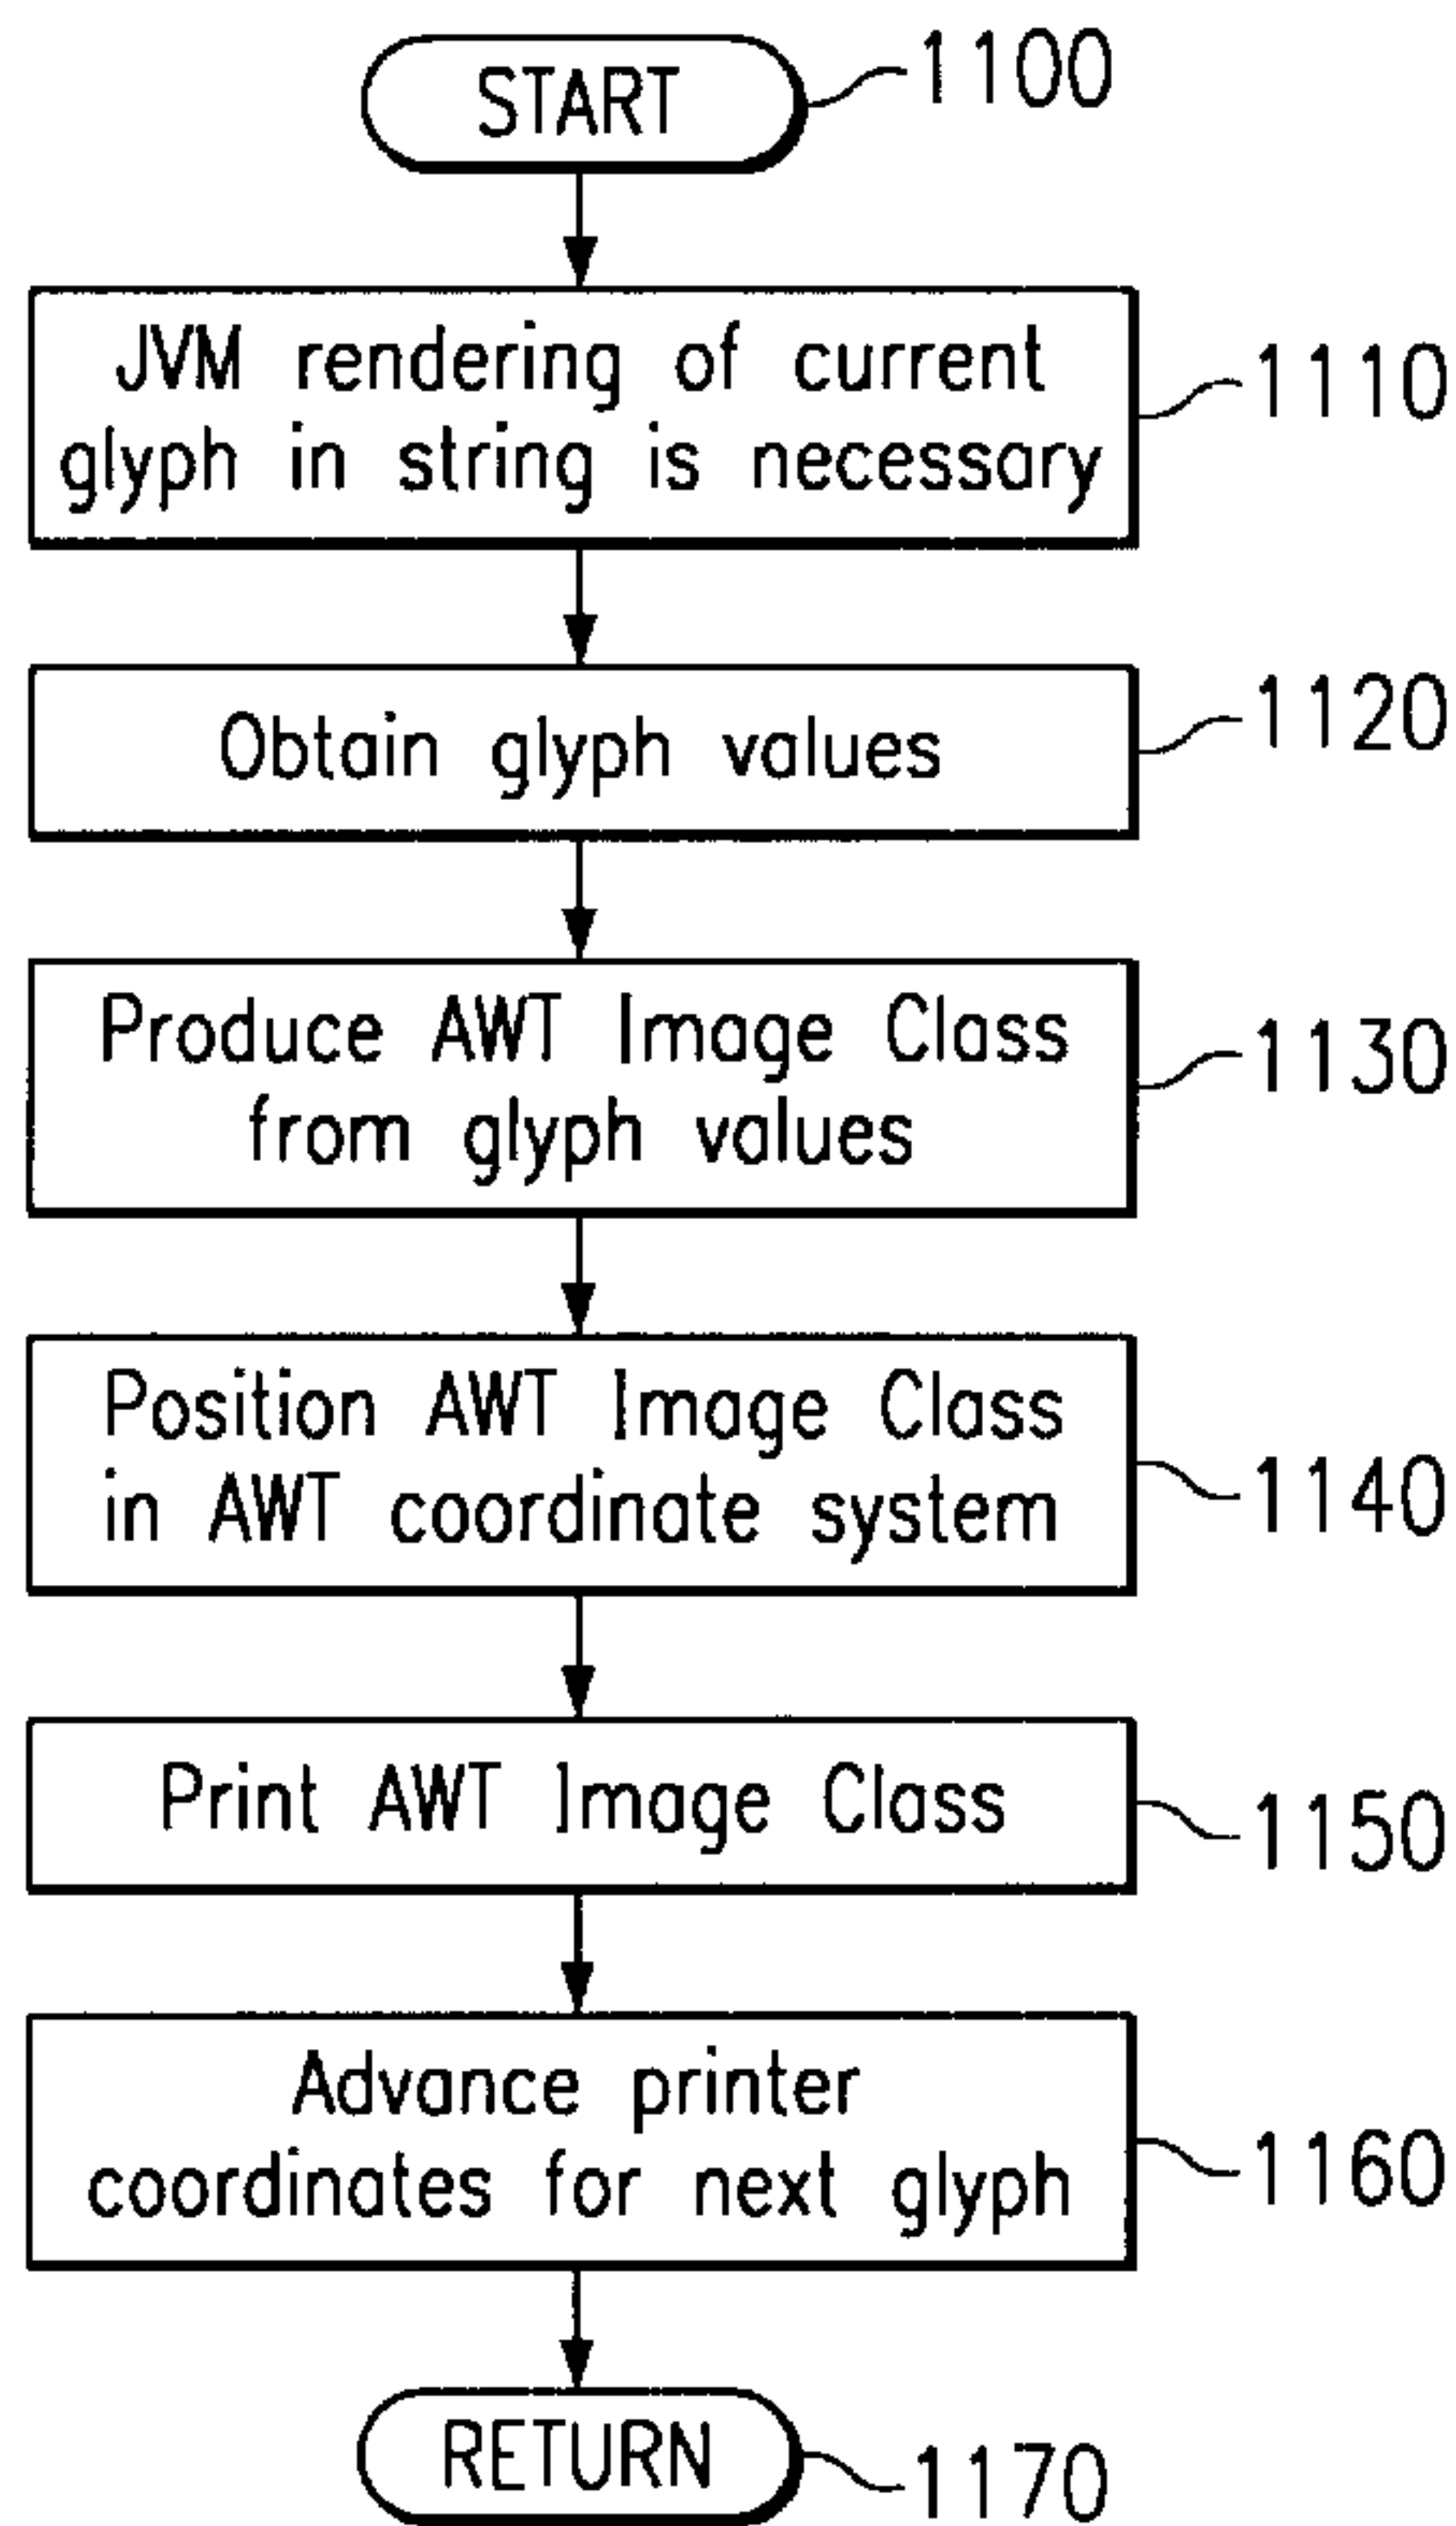 START
1100
JVM rendering of current
glyph in string is necessary
1110
Obtain glyph values
1120
Produce AWT Image Class
from glyph values
1130
Position AWT Image Class
in AWT coordinate system
1140
Print AWT Image Class
1150
Advance printer
coordinates for next glyph
1160
RETURN
1170